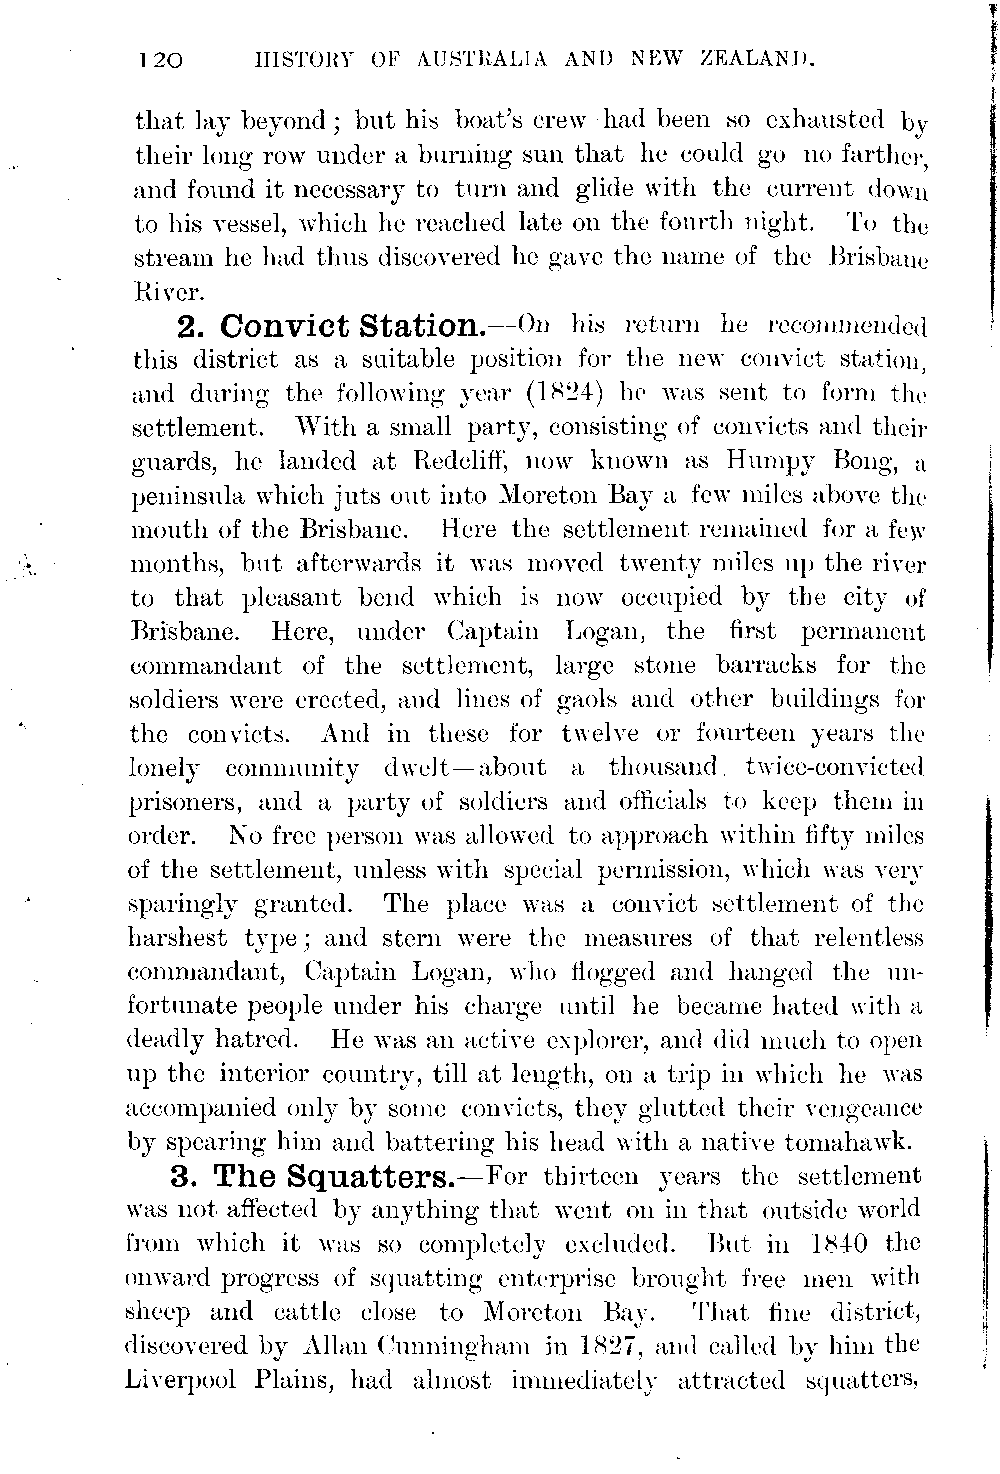 120 HISTORY OF AUSTRALIA AND NEW ZEALAND.
that lay beyond; but his boat's crew had been so exhausted by
their long row under a burning sun that he could go no farther,
and found it necessary to turn and glide with the current down
to his vessel, which he reached late on the fourth night. To the
stream he had thus discovered he gave the name of the Brisbane
River.
2. Convict Station.—On his return he recommended
this district as a suitable position for the new convict station,
and during the following year (1824) he was sent to form the
settlement. With a small party, consisting of convicts and their
guards, he landed at Redcliff, now known as Humpy Bong, a
peninsula which juts out into Moreton Bay a few miles above the
mouth of the Brisbane. Here the settlement remained for a few
months, but afterwards it was moved twenty miles up the river
to that pleasant bend which is now occupied by the city of
Brisbane. Here, under Captain Logan, the first permanent
commandant of the settlement, large stone barracks for the
soldiers were erected, and lines of gaols and other buildings for
the convicts. And in these for twelve or fourteen years the
lonely community dwelt—about a thousand twice-convicted
prisoners, and a party of soldiers and officials to keep them in
order. No free person was allowed to approach within fifty miles
of the settlement, unless with special permission, which was very
sparingly granted. The place was a convict settlement of the
harshest type; and stern were the measures of that relentless
commandant, Captain Logan, who flogged and hanged the un-
fortunate people under his charge until he became hated with a
deadly hatred. He was an active explorer, and did much to open
up the interior country, till at length, on a trip in which he was
accompanied only by some convicts, they glutted their vengeance
by spearing him and battering his head with a native tomahawk.
3. The Squatters.—For thirteen years the settlement
was not affected by anything that went on in that outside world
from which it was so completely excluded. But in 1840 the
onward progress of squatting enterprise brought free men with
sheep and cattle close to Moreton Bay. That fine district,
discovered by Allan Cunningham in 1827, and called by him the
Liverpool Plains, had almost immediately attracted squatters,